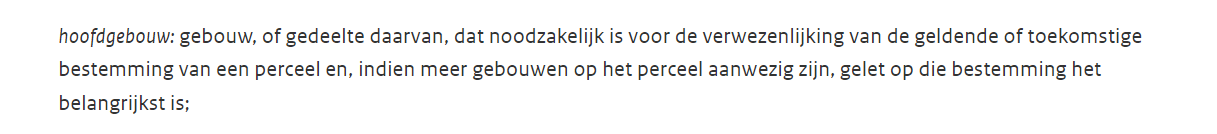 hoofdgebouw: gebouw, of gedeelte daarvan, dat noodzakelijk is voor de verwezenlijking van de geldende of toekomstige
bestemming van een perceel en, indien meer gebouwen op het perceel aanwezig zijn, gelet op die bestemming het
belangrijkst is;